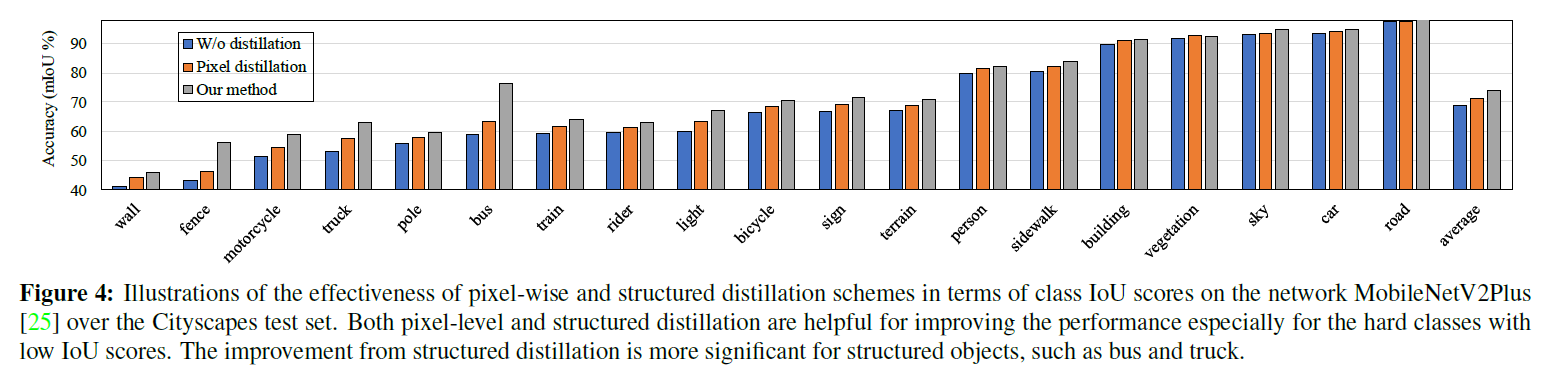 Accuracy (mIoU %)
90
80
70
60
50
40
W/o distillation
Pixel distillation
Our method
wall
fence
motorcycle
truck
pole
bus
train
rider
light
bicycle
sign
terrain
person
sidewalk
building
vegetation
sky
car
road
average
Figure 4: Illustrations of the effectiveness of pixel-wise and structured distillation schemes in terms of class IoU scores on the network MobileNetV2Plus
[25] over the Cityscapes test set. Both pixel-level and structured distillation are helpful for improving the performance especially for the hard classes with
low IoU scores. The improvement from structured distillation is more significant for structured objects, such as bus and truck.